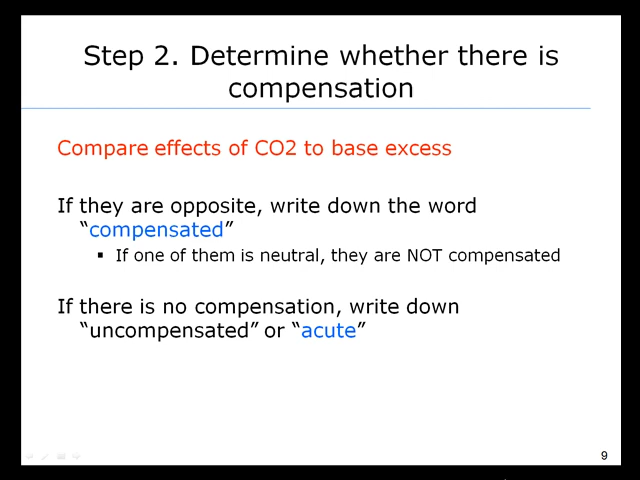 Step 2. Determine whether there is
compensation
Compare effects of CO2 to base excess
If they are opposite, write down the word
“compensated”
▪ If one of them is neutral, they are NOT compensated
If there is no compensation, write down
“uncompensated” or “acute”
9